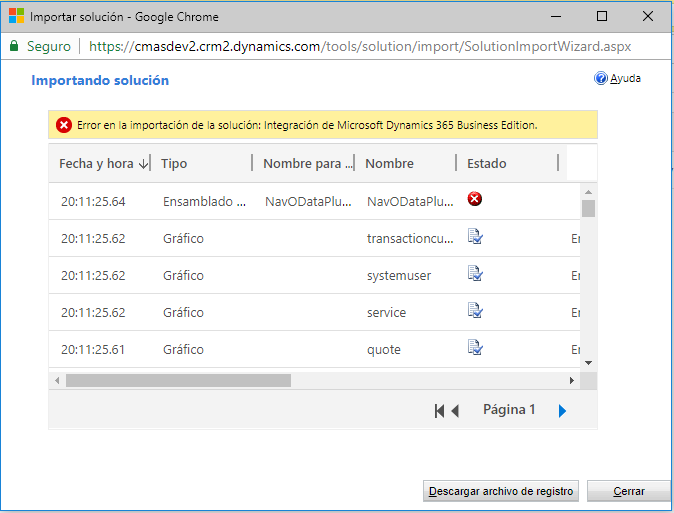 Importar solución - Google Chrome
Seguro https://cmasdev2.crm2.dynamics.com/tools/solution/import/SolutionImportWizard.aspx
Importando solución Ayuda
Error en la importación de la solución: Integración de Microsoft Dynamics 365 Business Edition.
Fecha y hora Tipo Nombre para ... Nombre Estado
20:11:25.64 Ensamblado ... NavODataPlu... NavODataPlu...
20:11:25.62 Gráfico transactioncu... Er
20:11:25.62 Gráfico systemuser Er
20:11:25.62 Gráfico service Er
20:11:25.61 Gráfico quote Er
Página 1
Descargar archivo de registro Cerrar